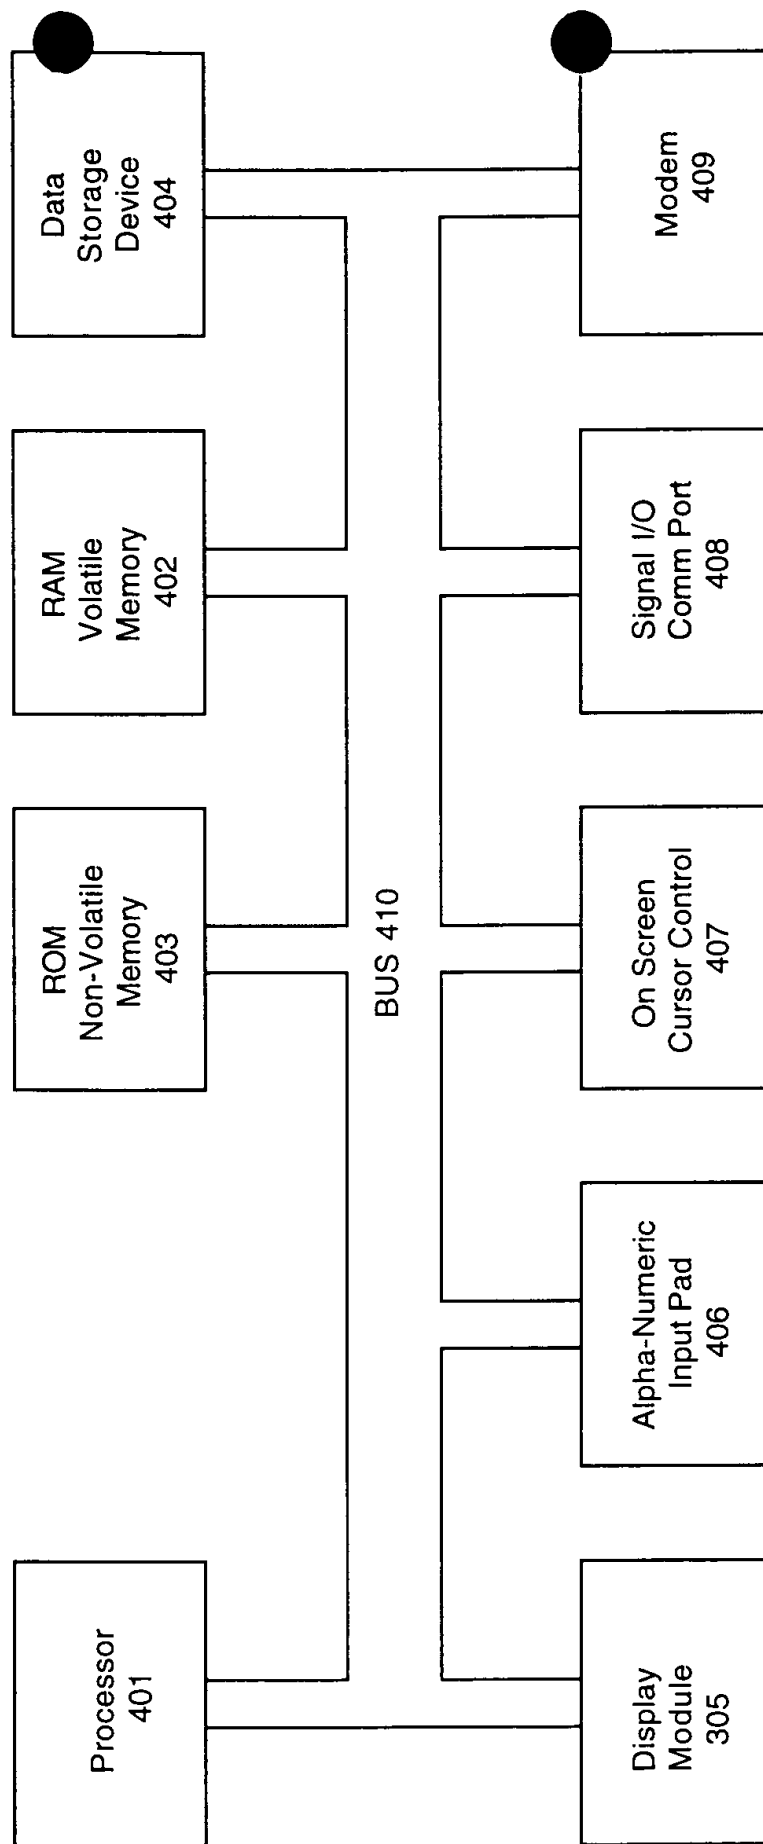 Processor
401
ROM
Non-Volatile
Memory
403
RAM
Volatile
Memory
402
Data
Storage
Device
404
BUS 410
Display
Module
305
Alpha-Numeric
Input Pad
406
On Screen
Cursor Control
407
Signal I/O
Comm Port
408
Modem
409